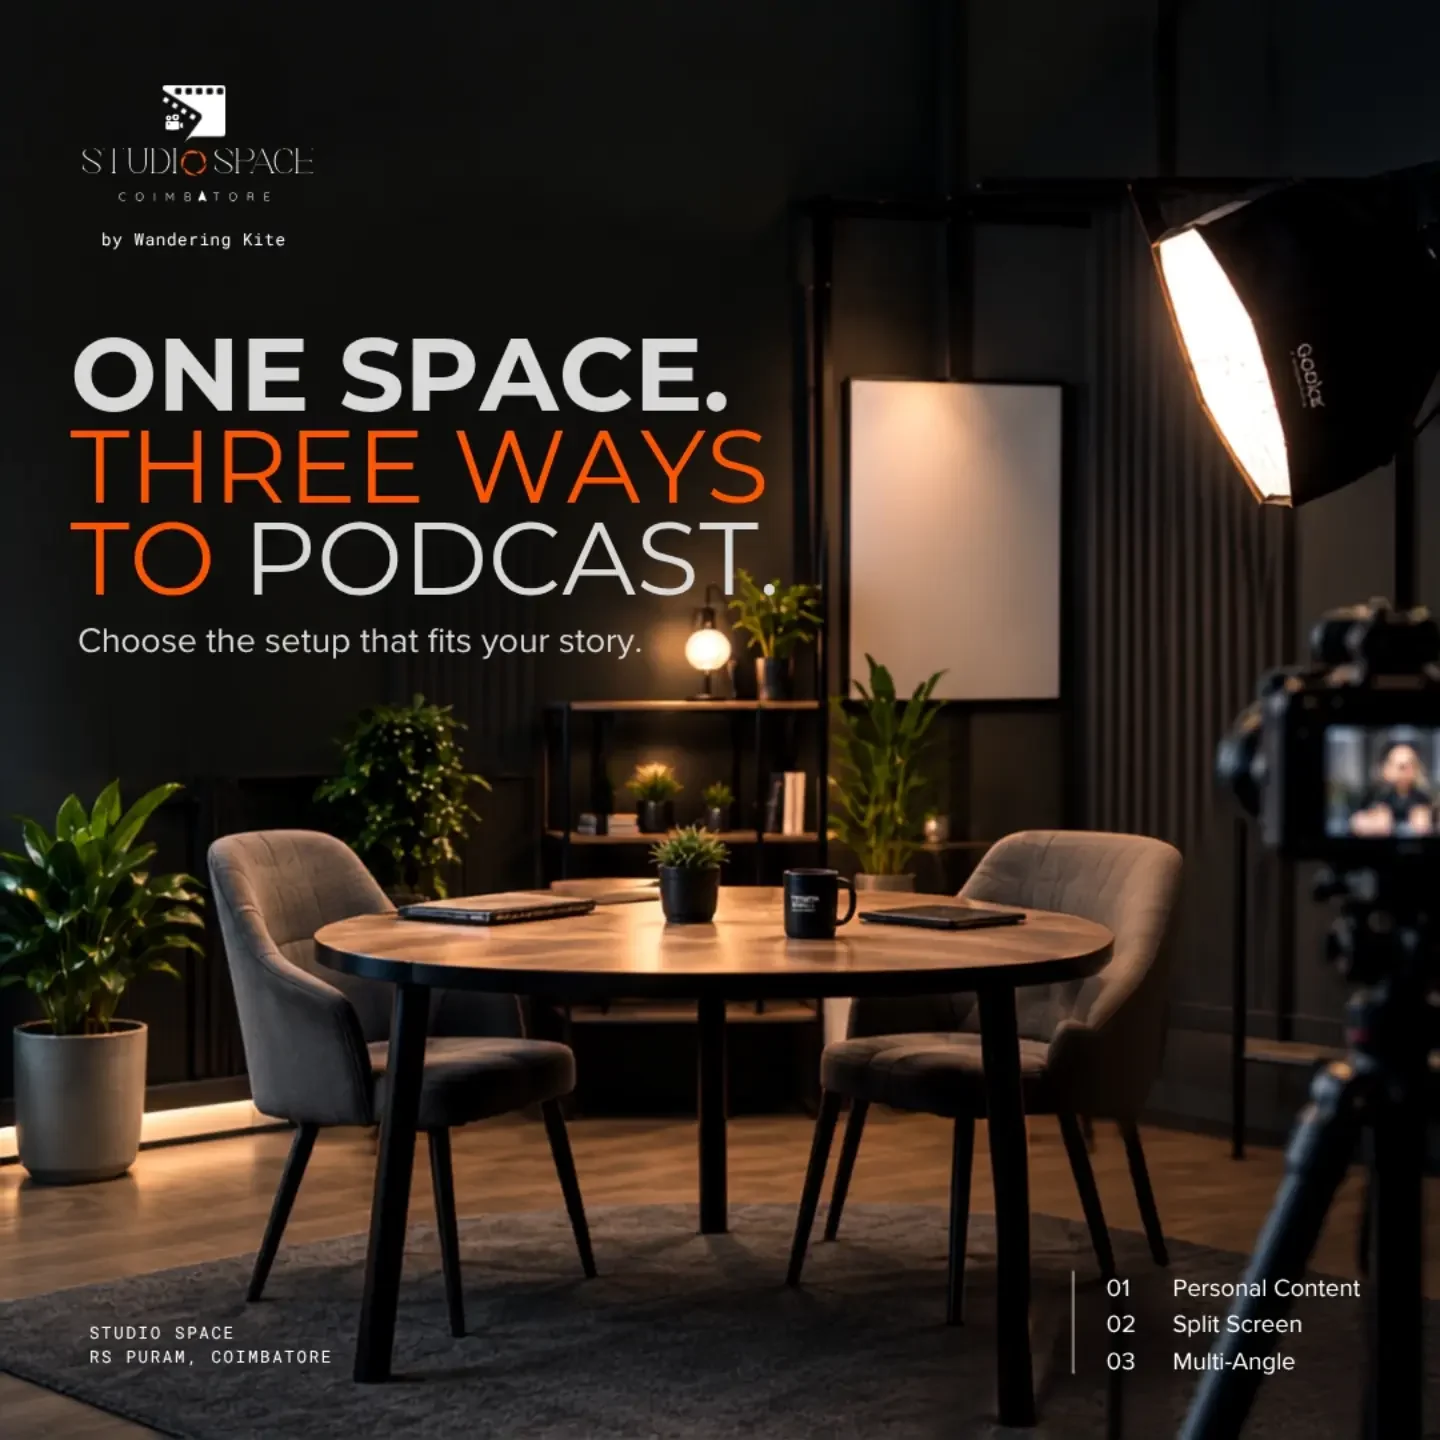 STUDIO SPACE
COIMBATORE
by Wandering Kite
ONE SPACE.
THREE WAYS
TO PODCAST.
Choose the setup that fits your story.
STUDIO SPACE
RS PURAM, COIMBATORE
01 Personal Content
02 Split Screen
03 Multi-Angle